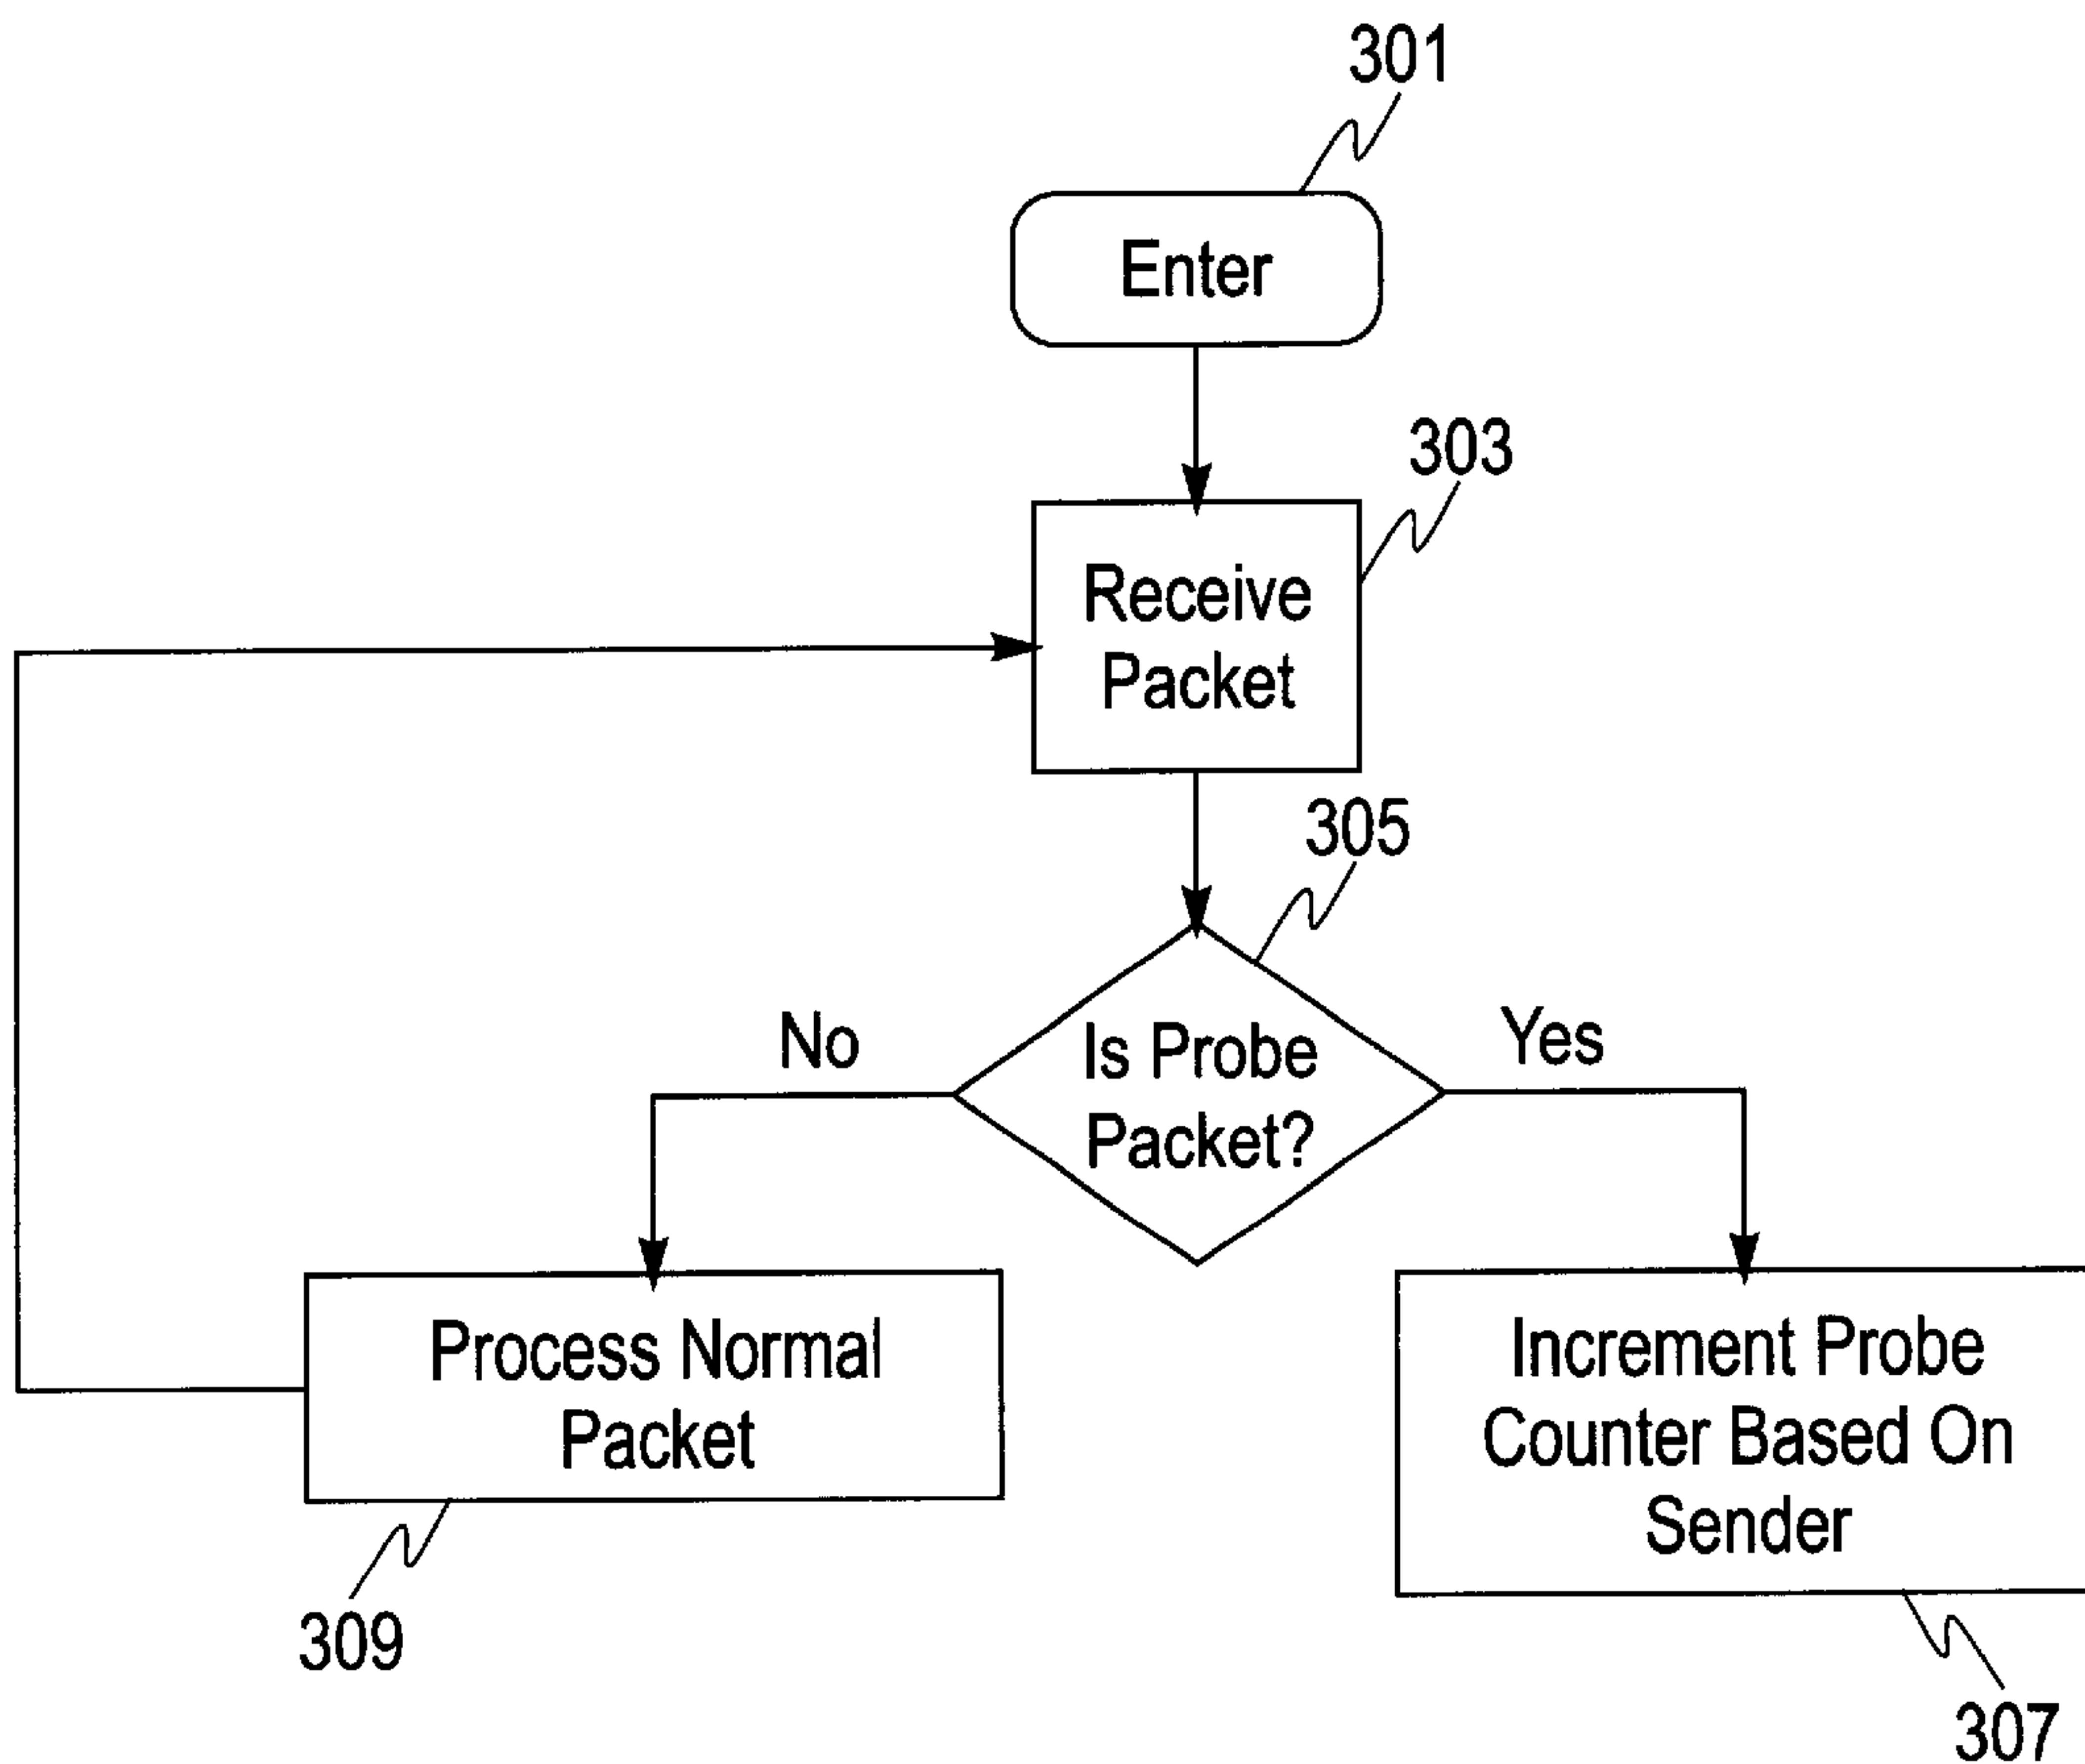 301
Enter
303
Receive
Packet
305
No
Is Probe
Packet?
Yes
Process Normal
Packet
Increment Probe
Counter Based On
Sender
309
307